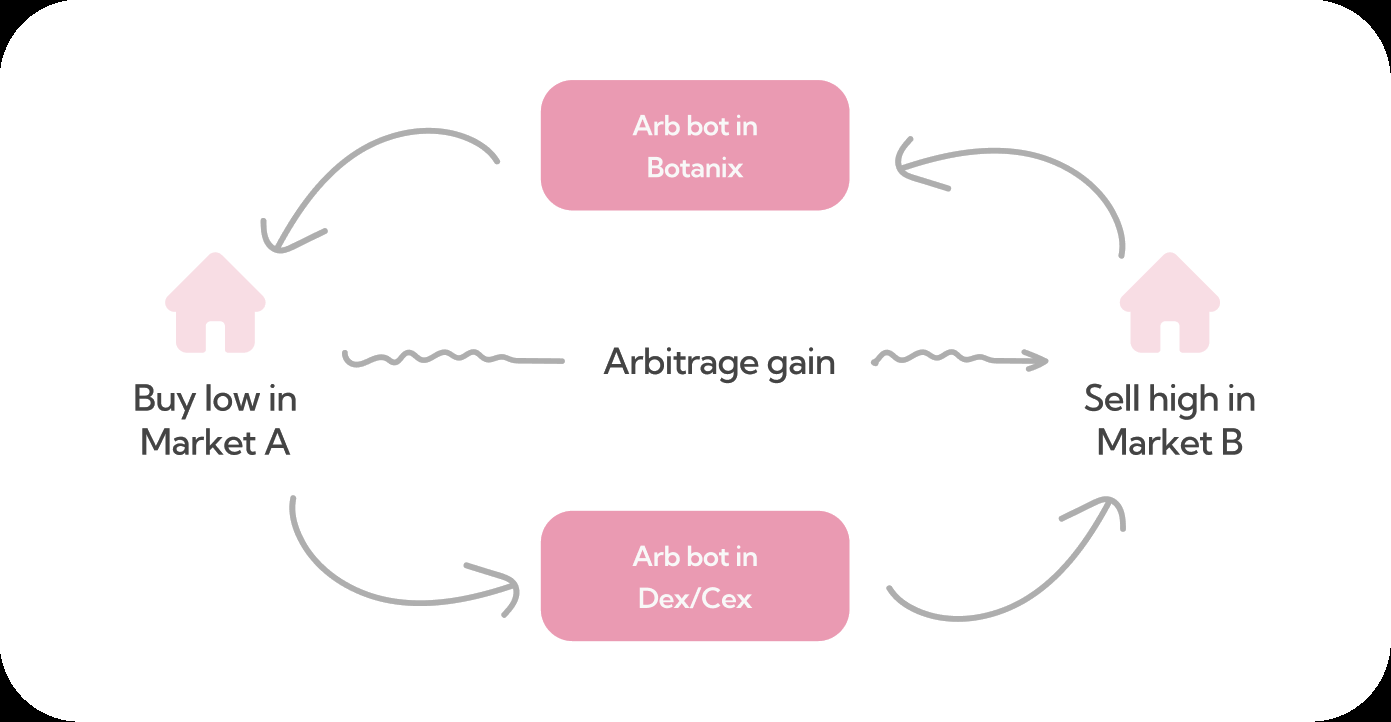 Arb bot in
Botanix
Arbitrage gain
Buy low in
Market A
Sell high in
Market B
Arb bot in
Dex/Cex